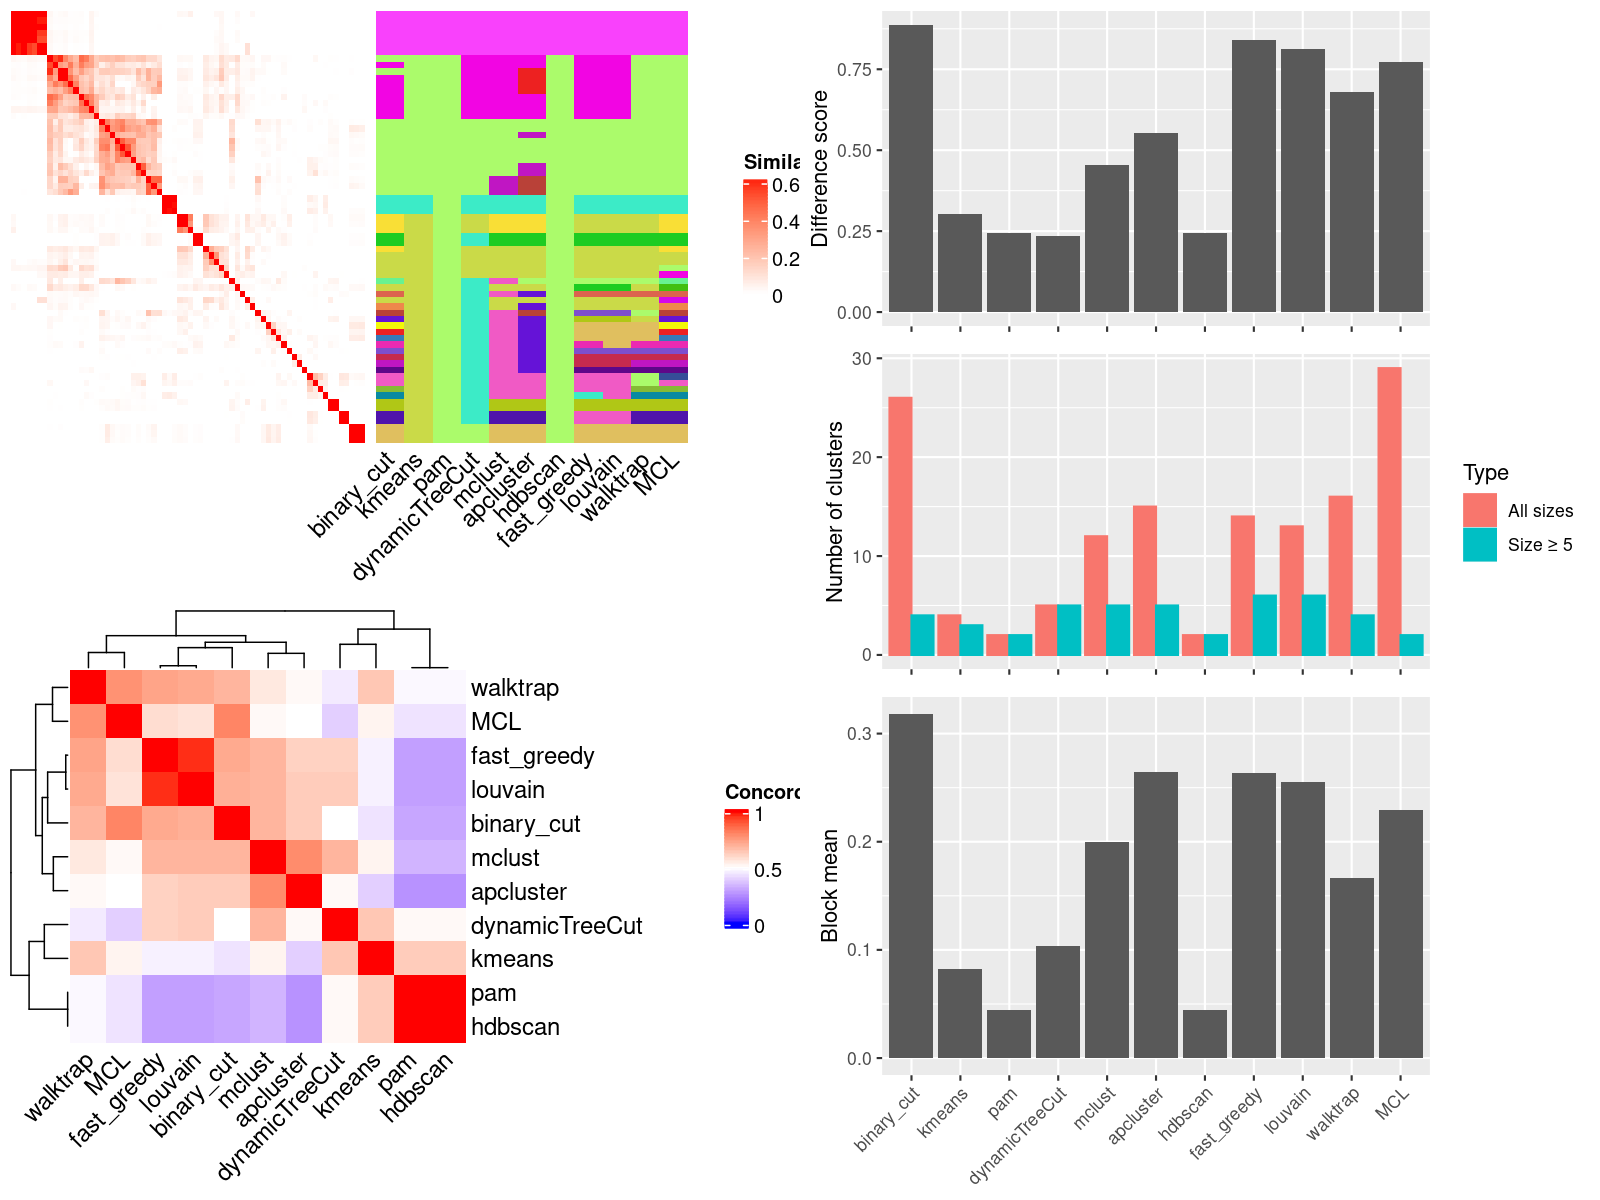 Simila
0.6
0.4
0.2
0
binary_cut
kmeans
pam
dynamicTreeCut
mclust
apcluster
hdbscan
fast_greedy
louvain
walktrap
MCL
walktrap
MCL
fast_greedy
louvain
binary_cut
mclust
apcluster
dynamicTreeCut
kmeans
pam
hdbscan
walktrap
MCL
fast_greedy
louvain
binary_cut
mclust
apcluster
dynamicTreeCut
kmeans
pam
hdbscan
Concord
1
0.5
0
Difference score
0.75
0.50
0.25
0.00
Number of clusters
30
20
10
0
Type
All sizes
Size ≥ 5
Block mean
0.3
0.2
0.1
0.0
binary_cut
kmeans
pam
dynamicTreeCut
mclust
apcluster
hdbscan
fast_greedy
louvain
walktrap
MCL